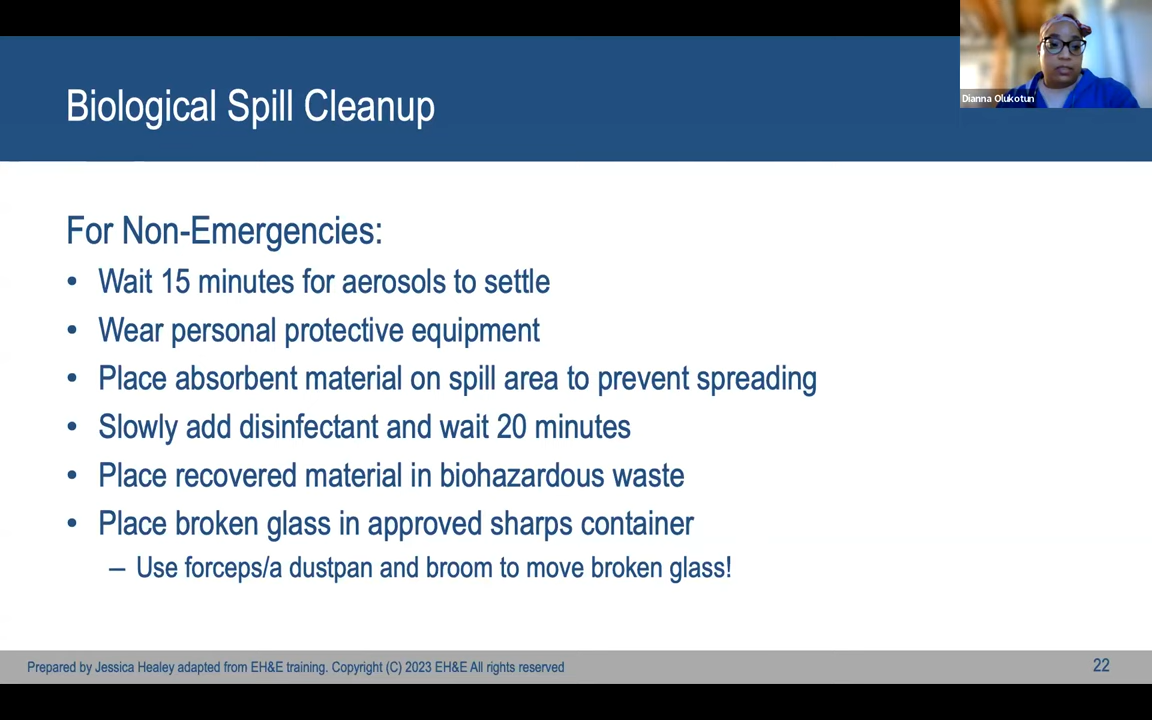 Biological Spill Cleanup
Dianna Olukotun
For Non-Emergencies:
• Wait 15 minutes for aerosols to settle
• Wear personal protective equipment
• Place absorbent material on spill area to prevent spreading
• Slowly add disinfectant and wait 20 minutes
• Place recovered material in biohazardous waste
• Place broken glass in approved sharps container
– Use forceps/a dustpan and broom to move broken glass!
Prepared by Jessica Healey adapted from EH&E training. Copyright (C) 2023 EH&E All rights reserved
22